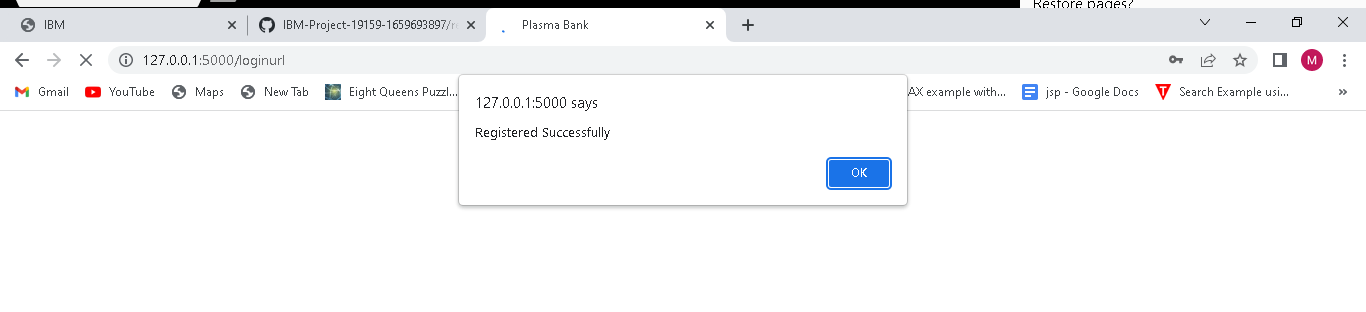 Restore pages?
IBM
IBM-Project-19159-1659693897/r
Plasma Bank
127.0.0.1:5000/loginurl
M
Gmail
YouTube
Maps
New Tab
Eight Queens Puzzl...
AX example with...
jsp - Google Docs
Search Example usi...
»
127.0.0.1:5000 says
Registered Successfully
OK